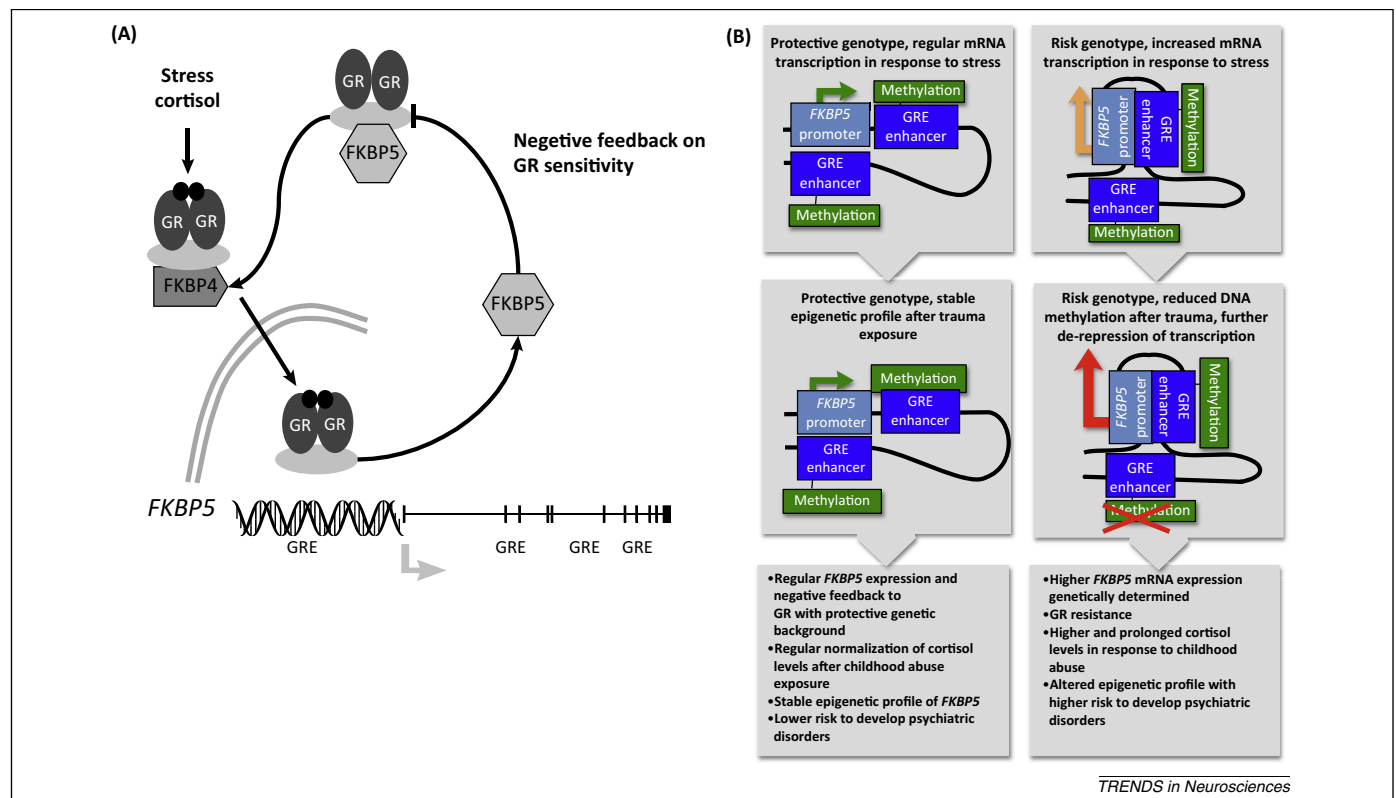 (A)
Stress
cortisol
GR GR
FKBP5
Negative feedback on
GR sensitivity
GR GR
FKBP4
FKBP5
GR GR
FKBP5
GRE
GRE GRE GRE
(B)
Protective genotype, regular mRNA
transcription in response to stress
Methylation
FKBP5
promoter
GRE
enhancer
GRE
enhancer
Methylation
Risk genotype, increased mRNA
transcription in response to stress
FKBP5
promoter
GRE
enhancer
Methylation
GRE
enhancer
Methylation
Protective genotype, stable
epigenetic profile after trauma
exposure
Methylation
FKBP5
promoter
GRE
enhancer
GRE
enhancer
Methylation
Risk genotype, reduced DNA
methylation after trauma, further
de-repression of transcription
FKBP5
promoter
GRE
enhancer
Methylation
GRE
enhancer
Methylation
•Regular FKBP5 expression and
negative feedback to
GR with protective genetic
background
•Regular normalization of cortisol
levels after childhood abuse
exposure
•Stable epigenetic profile of FKBP5
•Lower risk to develop psychiatric
disorders
•Higher FKBP5 mRNA expression
genetically determined
•GR resistance
•Higher and prolonged cortisol
levels in response to childhood
abuse
•Altered epigenetic profile with
higher risk to develop psychiatric
disorders
TRENDS in Neurosciences